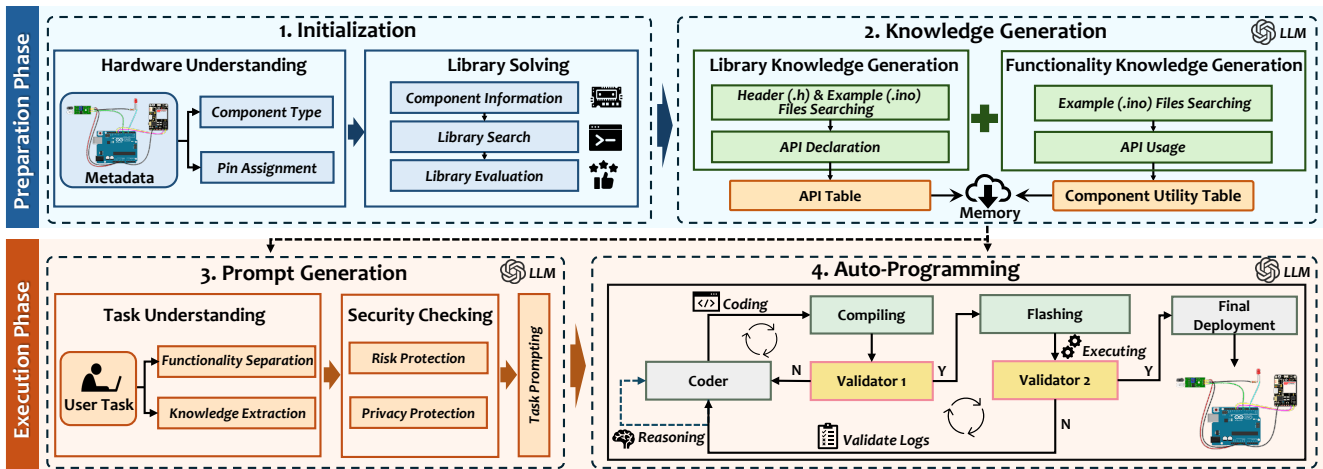 Preparation Phase
1. Initialization
Hardware Understanding
Metadata
Component Type
Pin Assignment
Library Solving
Component Information
Library Search
Library Evaluation
2. Knowledge Generation
LLM
Library Knowledge Generation
Header (.h) & Example (.ino)
Files Searching
API Declaration
API Table
Functionality Knowledge Generation
Example (.ino) Files Searching
API Usage
Component Utility Table
Memory
Execution Phase
3. Prompt Generation
LLM
Task Understanding
User Task
Functionality Separation
Knowledge Extraction
Security Checking
Risk Protection
Privacy Protection
Task Prompting
4. Auto-Programming
LLM
Coding
Compiling
Flashing
Final
Deployment
Executing
Coder
N
Validator 1
Y
Validator 2
Y
N
Reasoning
Validate Logs